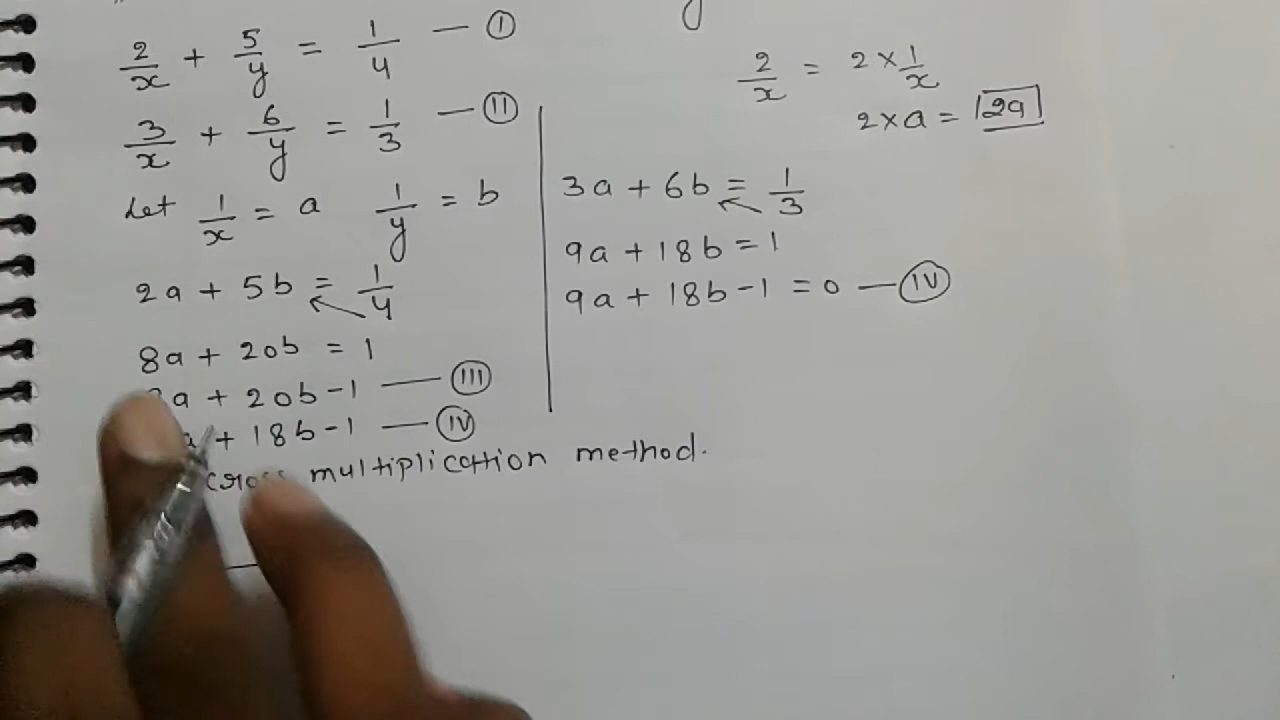 2/x + 5/y = 1/4 — I
3/x + 6/y = 1/3 — II
Let 1/x = a 1/y = b
2a + 5b = 1/4
8a + 20b = 1
a + 20b - 1 — III
a + 18b - 1 — IV
cross multiplication method.
2/x = 2 × 1/x
2 × a = 2a
3a + 6b = 1/3
9a + 18b = 1
9a + 18b - 1 = 0 — IV